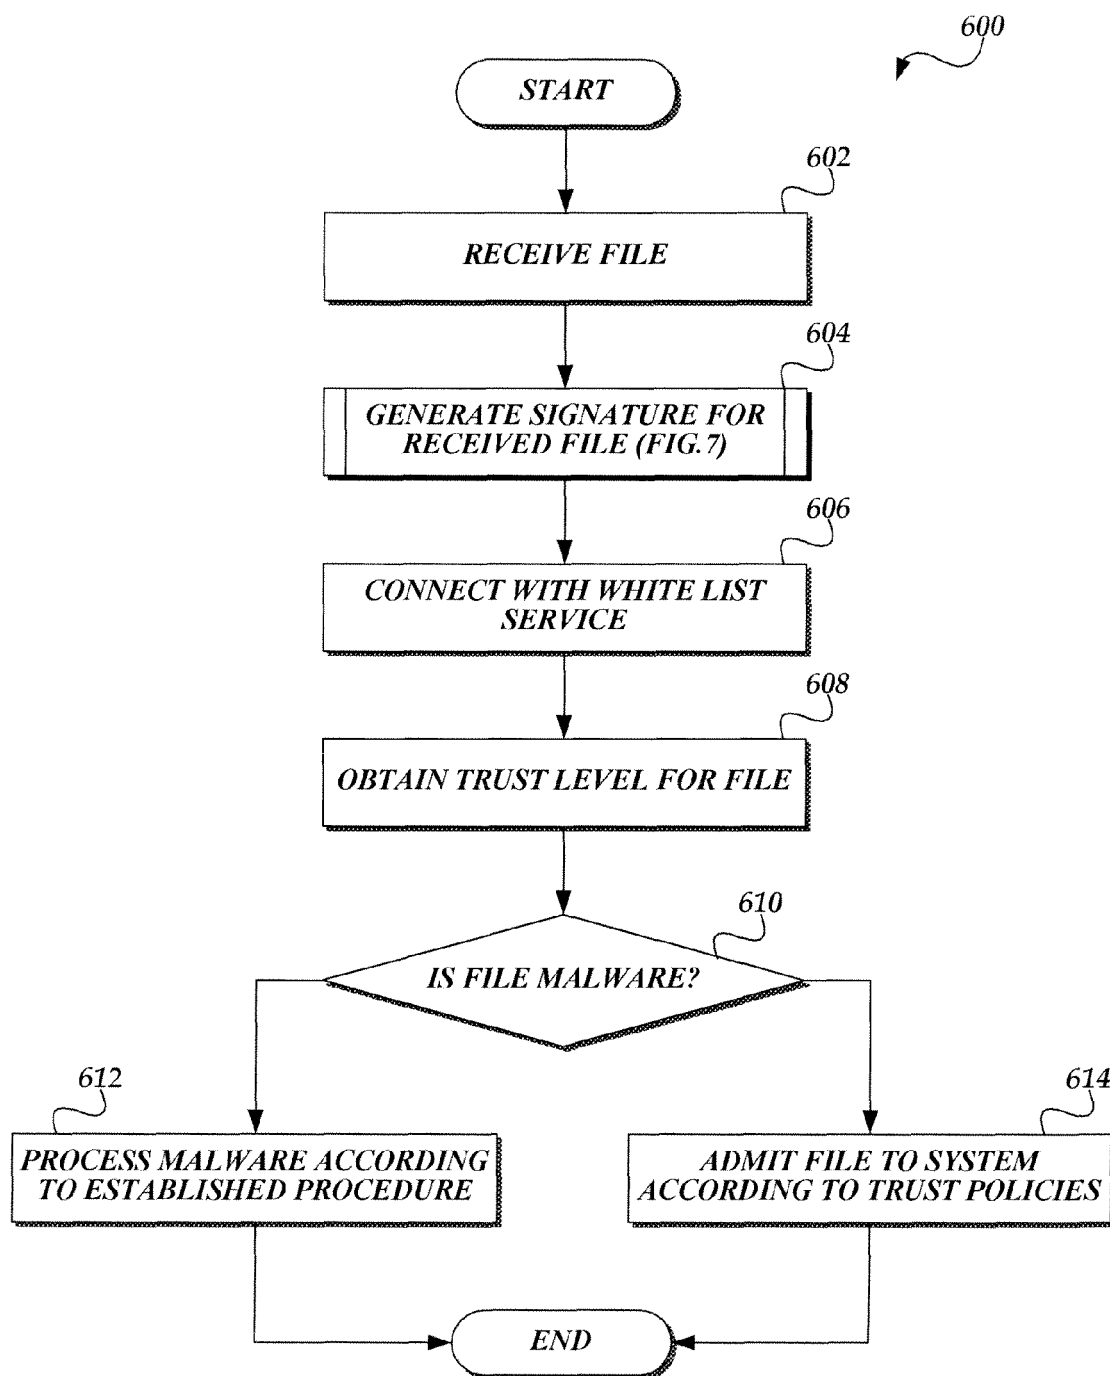 600
START
602
RECEIVE FILE
604
GENERATE SIGNATURE FOR
RECEIVED FILE (FIG.7)
606
CONNECT WITH WHITE LIST
SERVICE
608
OBTAIN TRUST LEVEL FOR FILE
610
IS FILE MALWARE?
612
PROCESS MALWARE ACCORDING
TO ESTABLISHED PROCEDURE
614
ADMIT FILE TO SYSTEM
ACCORDING TO TRUST POLICIES
END